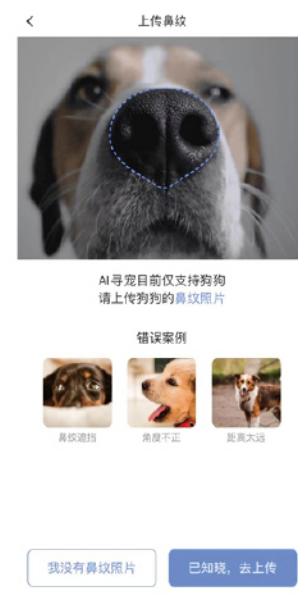 上传鼻纹
AI寻宠目前仅支持狗狗
请上传狗狗的鼻纹照片
错误案例
鼻纹遮挡
角度不正
距离太远
我没有鼻纹照片
已知晓，去上传